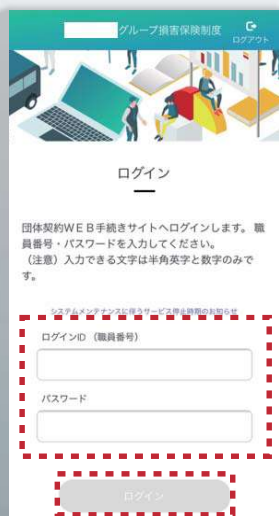 グループ損害保険制度
ログアウト
ログイン
団体契約WEB手続きサイトへログインします。 職
員番号・パスワードを入力してください。
（注意）入力できる文字は半角英字と数字のみで
す。
システムメンテナンスに伴うサービス停止時期のお知らせ
ログインID （職員番号）
パスワード
ログイン